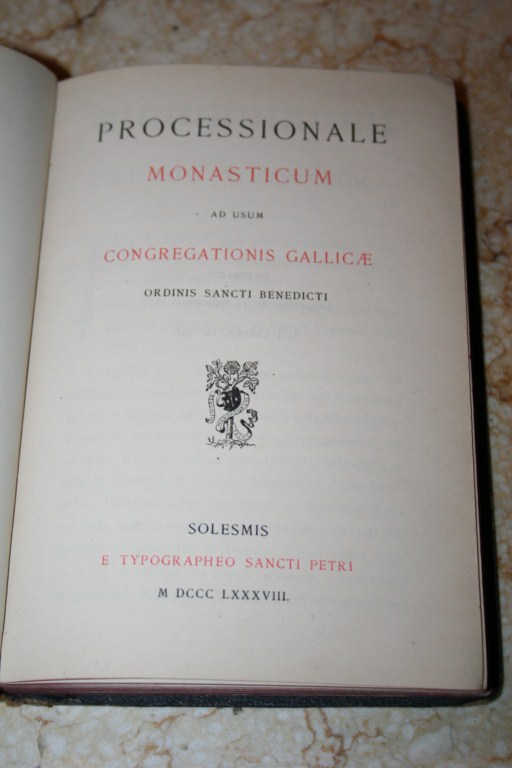 PROCESSIONALE
MONASTICUM
AD USUM
CONGREGATIONIS GALLICÆ
ORDINIS SANCTI BENEDICTI
SOLESMIS
E TYPOGRAPHEO SANCTI PETRI
M DCCC LXXXVIII.